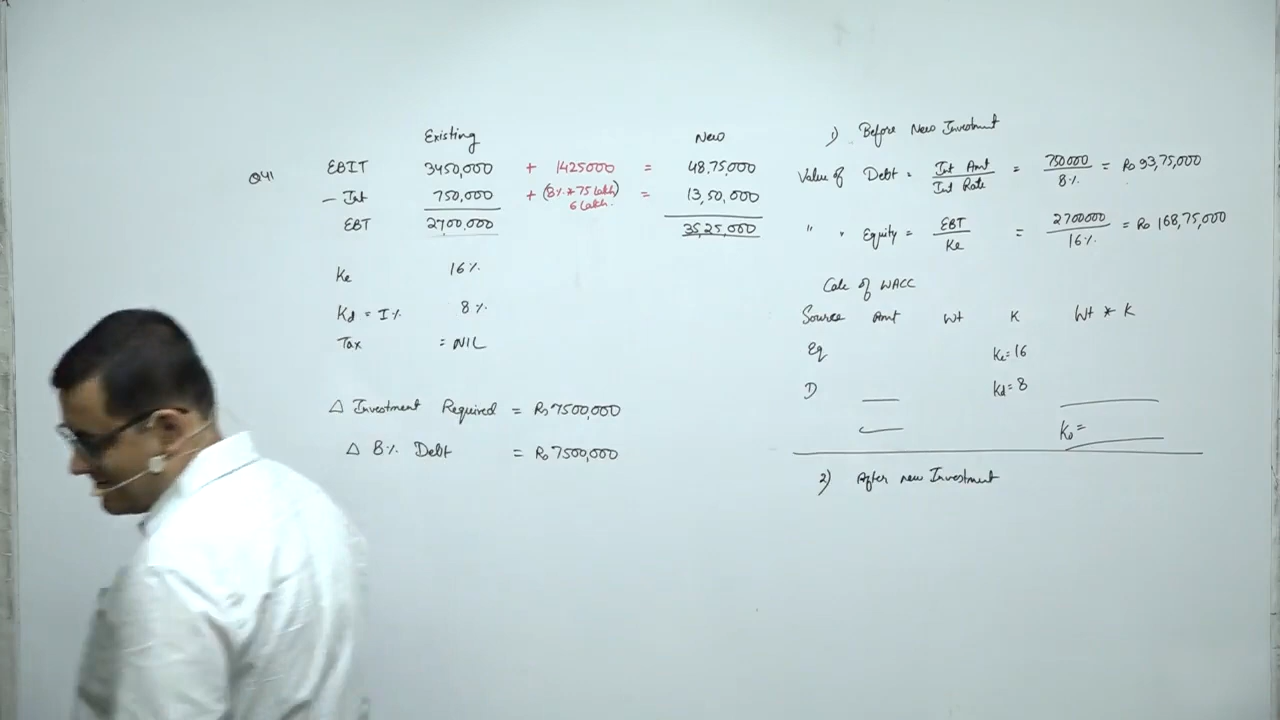 Existing New
Q41 EBIT 3450,000 + 1425000 = 48,75000
- Int 750,000 + (8% * 75 Lakh) = 13,50,000
6 Lakh.
EBT 2700,000 35,25,000
Ke 16%
Kd = I% 8%
Tax = NIL
Δ Investment Required = Rs 7500,000
Δ 8% Debt = Rs 7500,000
1) Before New Investment
Value of Debt = Int Amt / Int Rate = 750000 / 8% = Rs 93,75,000
" " Equity = EBT / Ke = 2700000 / 16% = Rs 168,75,000
Calc of WACC
Source Amt Wt K Wt * K
Eq Ke=16
D Kd=8
Ko=
2) After new Investment